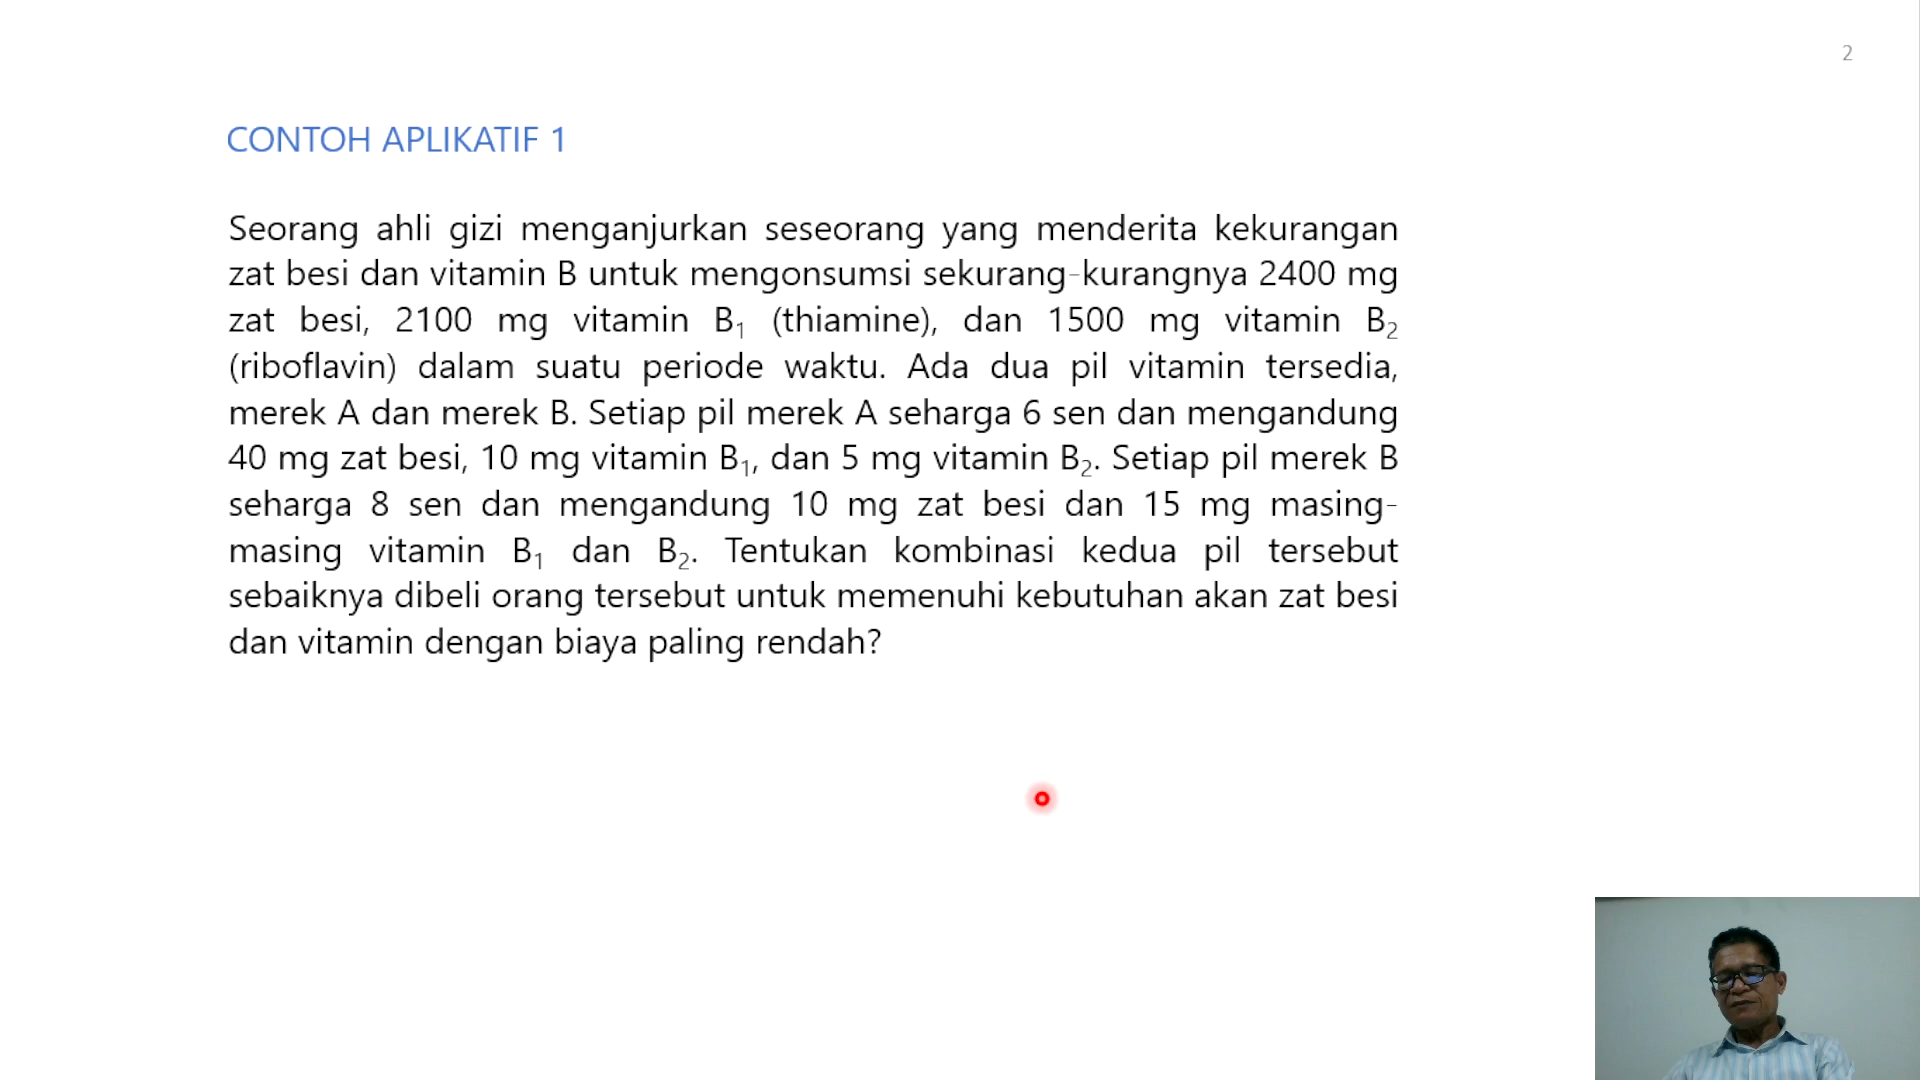 2
CONTOH APLIKATIF 1
Seorang ahli gizi menganjurkan seseorang yang menderita kekurangan
zat besi dan vitamin B untuk mengonsumsi sekurang-kurangnya 2400 mg
zat besi, 2100 mg vitamin B₁ (thiamine), dan 1500 mg vitamin B₂
(riboflavin) dalam suatu periode waktu. Ada dua pil vitamin tersedia,
merek A dan merek B. Setiap pil merek A seharga 6 sen dan mengandung
40 mg zat besi, 10 mg vitamin B₁, dan 5 mg vitamin B₂. Setiap pil merek B
seharga 8 sen dan mengandung 10 mg zat besi dan 15 mg masing-
masing vitamin B₁ dan B₂. Tentukan kombinasi kedua pil tersebut
sebaiknya dibeli orang tersebut untuk memenuhi kebutuhan akan zat besi
dan vitamin dengan biaya paling rendah?